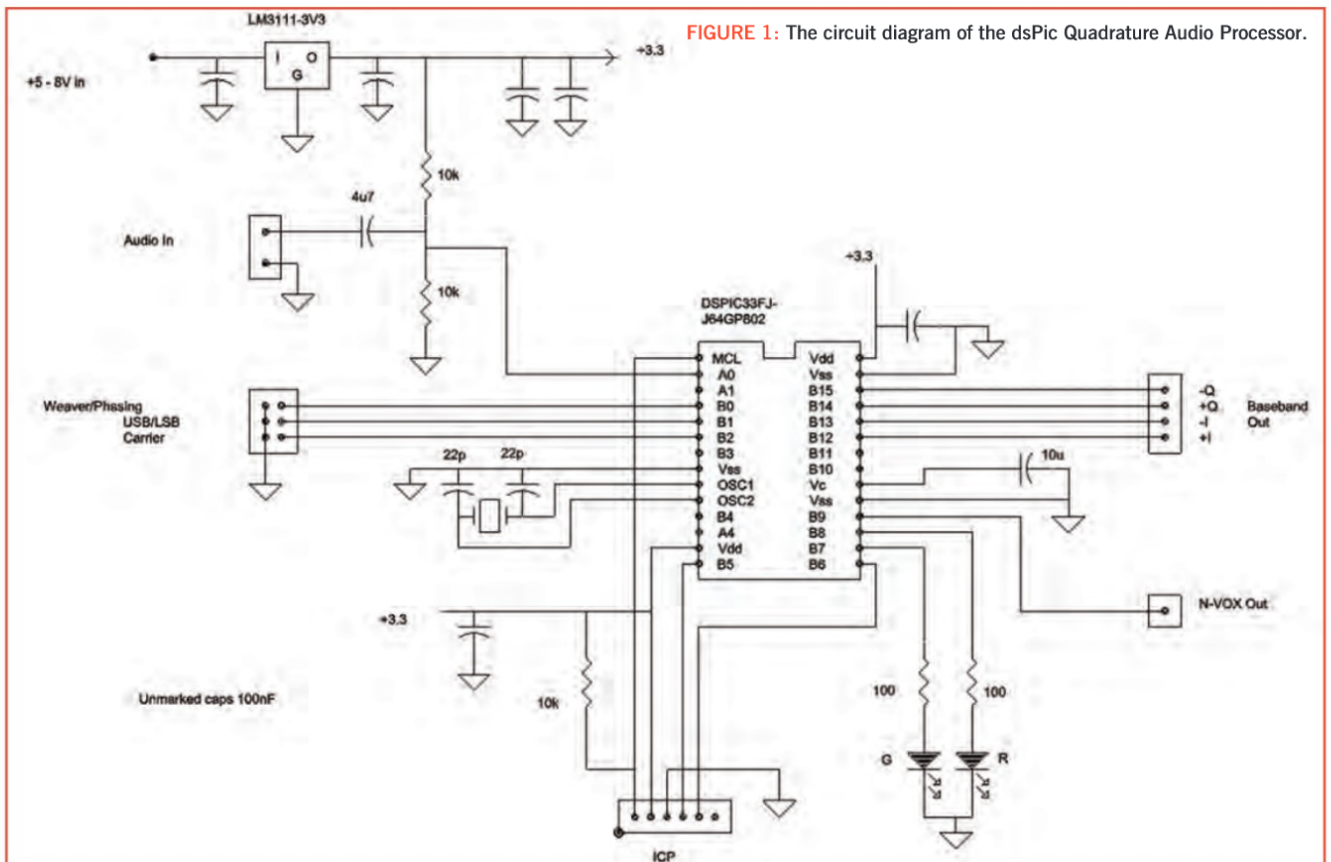 LM3111-3V3
FIGURE 1: The circuit diagram of the dsPic Quadrature Audio Processor.
I O
G
+3.3
+5 - 8V in
10k
4u7
Audio In
10k
+3.3
DSPIC33FJ-
J64GP802
MCL
A0
A1
B0
B1
B2
B3
Vss
OSC1
OSC2
B4
A4
Vdd
B5
Vdd
Vss
B15
B14
B13
B12
B11
B10
Vc
Vss
B9
B8
B7
B6
Weaver/Phasing
USB/LSB
Carrier
-Q
+Q
-I
+I
Baseband
Out
22p 22p
10u
N-VOX Out
+3.3
Unmarked caps 100nF
10k
100 100
G R
ICP